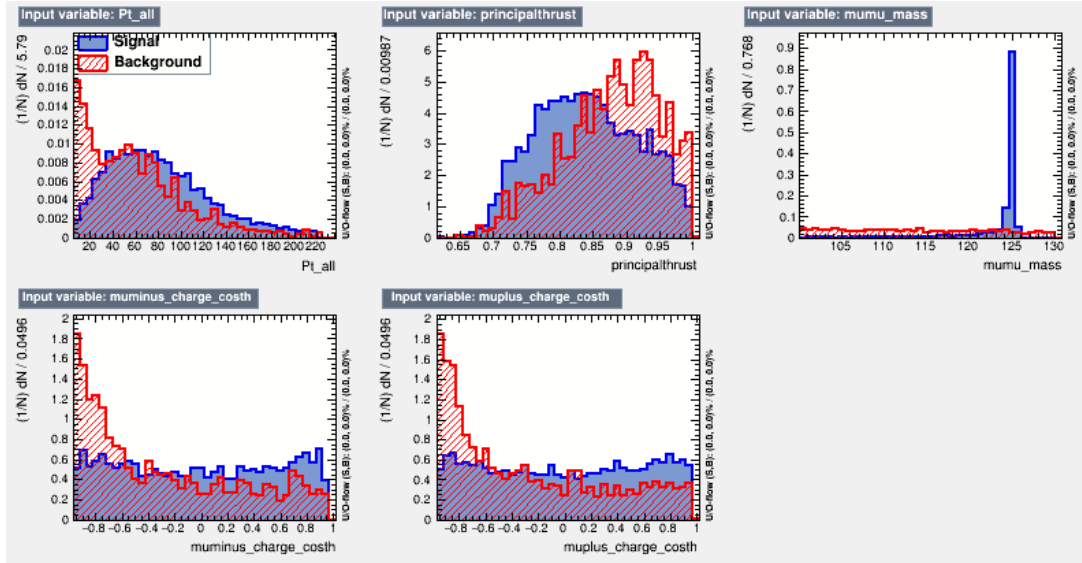 Input variable: Pt_all
(1/N) dN / 5.79
0.02
0.018
0.016
0.014
0.012
0.01
0.008
0.006
0.004
0.002
0
Signal
Background
20 40 60 80 100 120 140 160 180 200 220
Pt_all
U/O-flow (S,B): (0.0, 0.0)% / (0.0, 0.0)%
Input variable: principalthrust
(1/N) dN / 0.00987
6
5
4
3
2
1
0
0.65 0.7 0.75 0.8 0.85 0.9 0.95 1
principalthrust
U/O-flow (S,B): (0.0, 0.0)% / (0.0, 0.0)%
Input variable: mumu_mass
(1/N) dN / 0.768
0.9
0.8
0.7
0.6
0.5
0.4
0.3
0.2
0.1
0
105 110 115 120 125 130
mumu_mass
U/O-flow (S,B): (0.0, 0.0)% / (0.0, 0.0)%
Input variable: muminus_charge_costh
(1/N) dN / 0.0496
2
1.8
1.6
1.4
1.2
1
0.8
0.6
0.4
0.2
0
−0.8 −0.6 −0.4 −0.2 0 0.2 0.4 0.6 0.8 1
muminus_charge_costh
U/O-flow (S,B): (0.0, 0.0)% / (0.0, 0.0)%
Input variable: muplus_charge_costh
(1/N) dN / 0.0496
2
1.8
1.6
1.4
1.2
1
0.8
0.6
0.4
0.2
0
−0.8 −0.6 −0.4 −0.2 0 0.2 0.4 0.6 0.8 1
muplus_charge_costh
U/O-flow (S,B): (0.0, 0.0)% / (0.0, 0.0)%